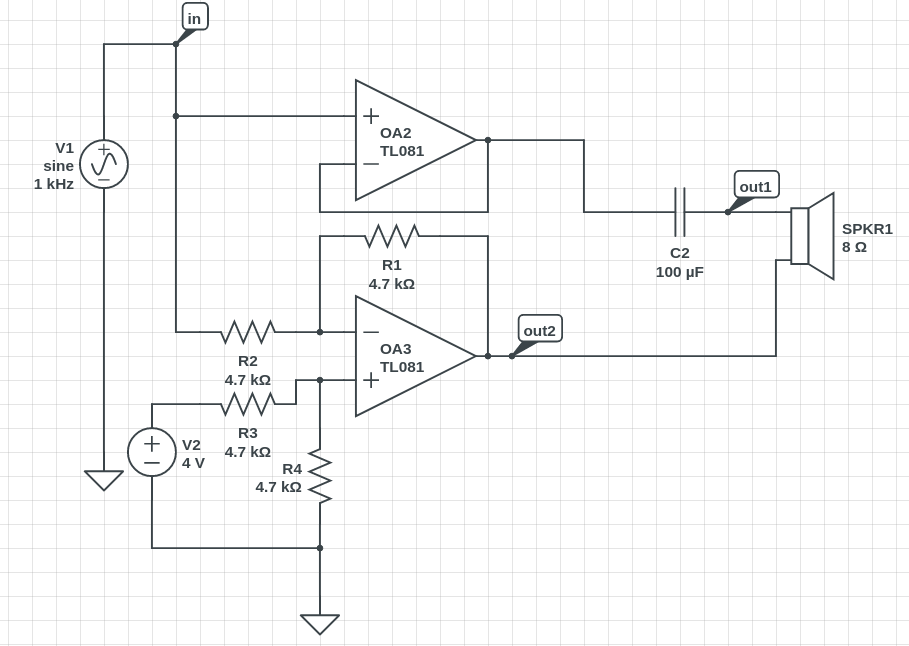 in
V1
sine
1 kHz
OA2
TL081
out1
SPKR1
8 Ω
C2
100 µF
R1
4.7 kΩ
out2
OA3
TL081
R2
4.7 kΩ
R3
4.7 kΩ
V2
4 V
R4
4.7 kΩ